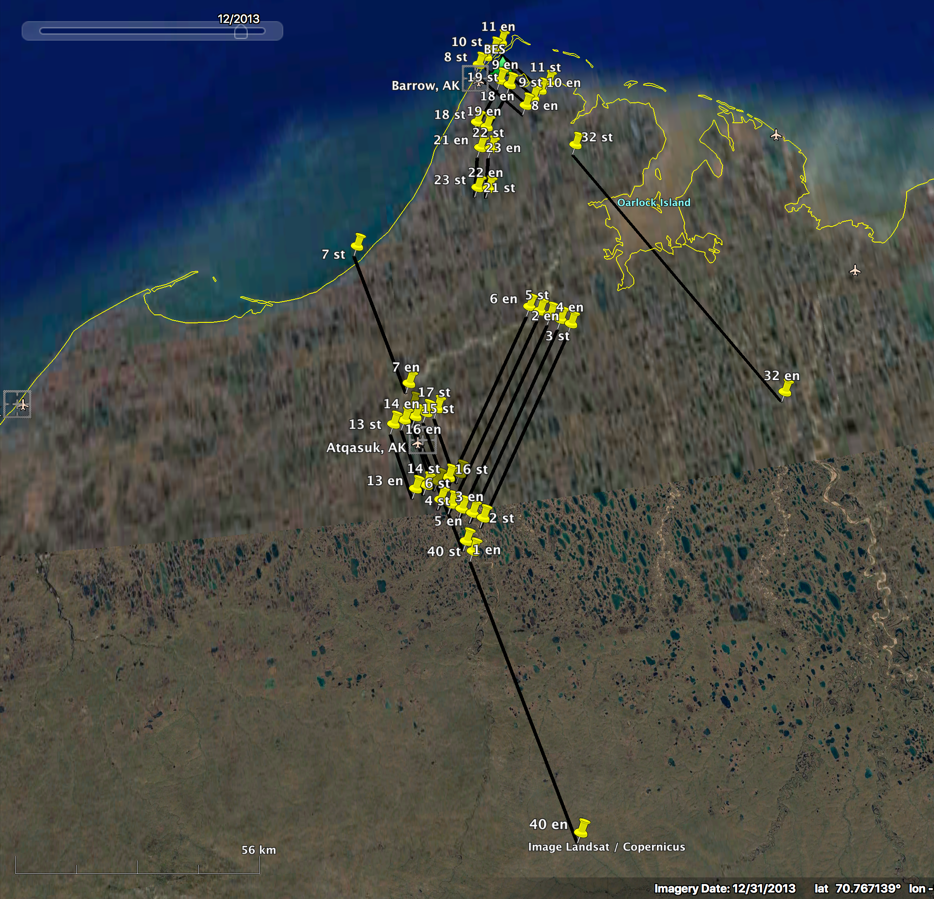 12/2013
11 en
10 st
BES
8 st
9 en
11 st
19 st
9 st
10 en
Barrow, AK
18 en
8 en
18 st
19 en
22 st
32 st
21 en
23 en
22 en
23 st
21 st
Oarlock Island
7 st
6 en
5 st
4 en
2 en
3 st
7 en
32 en
17 st
14 en
15 st
13 st
16 en
Atqasuk, AK
14 st
16 st
13 en
6 st
3 en
4 st
5 en
2 st
40 st
1 en
40 en
Image Landsat / Copernicus
56 km
Imagery Date: 12/31/2013 lat 70.767139° lon -